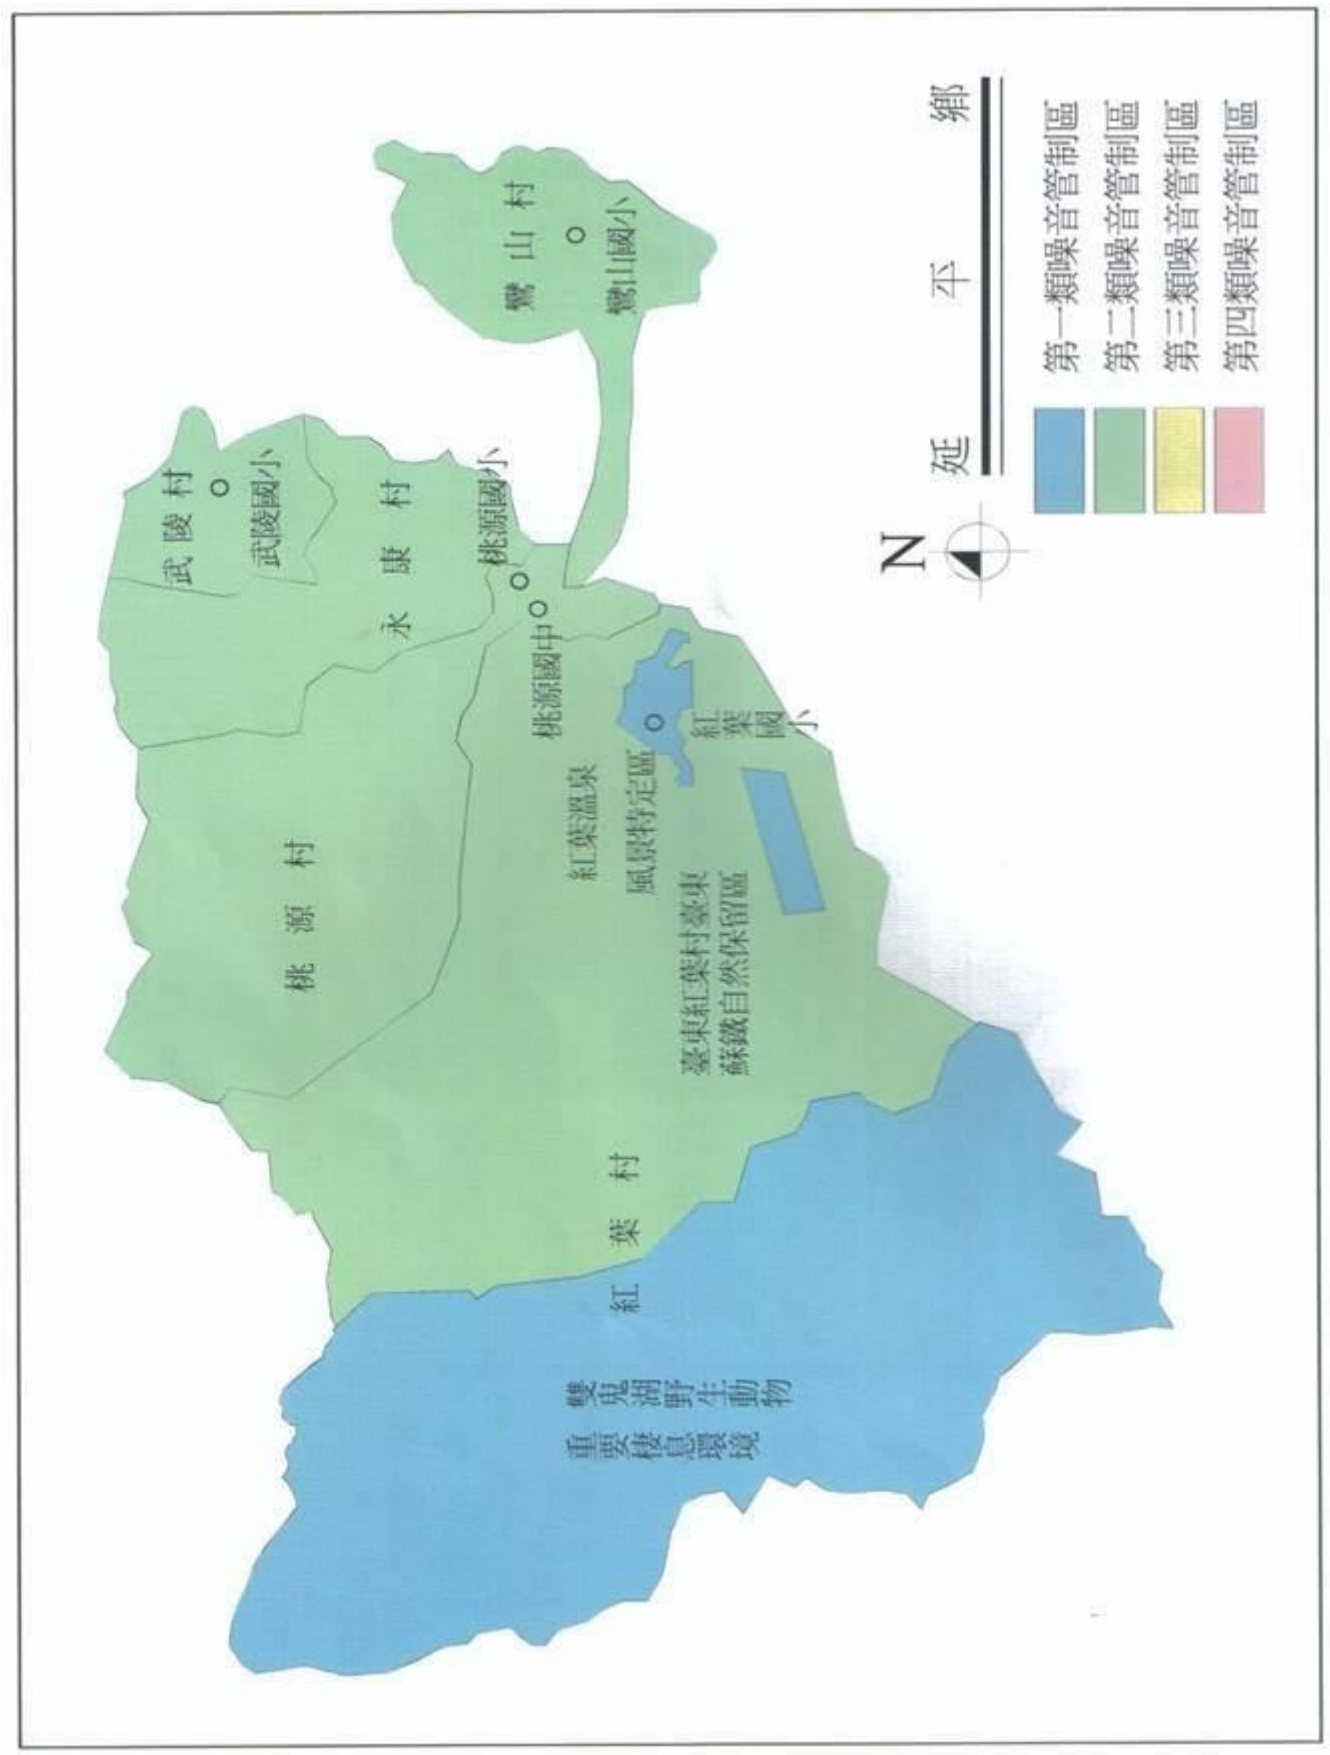 延平鄉
第一類噪音管制區
第二類噪音管制區
第三類噪音管制區
第四類噪音管制區
N
武陵村
武陵國小
永康村
桃源國小
桃源國中
桃源村
鸞山村
鸞山國小
紅葉溫泉
風景特定區
紅葉國小
臺東紅葉村臺東
蘇鐵自然保留區
紅葉村
雙鬼湖野生動物
重要棲息環境